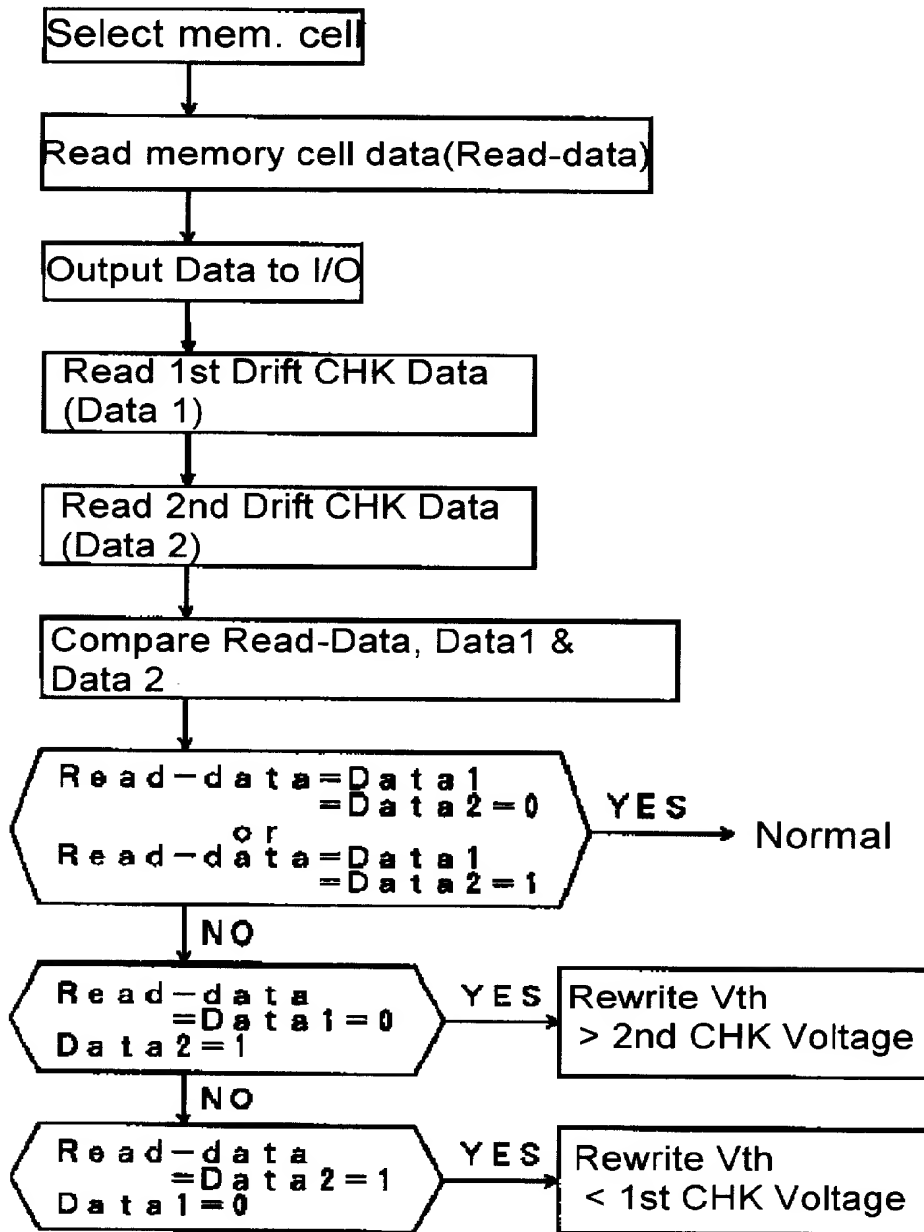 Select mem. cell
Read memory cell data(Read-data)
Output Data to I/O
Read 1st Drift CHK Data
(Data 1)
Read 2nd Drift CHK Data
(Data 2)
Compare Read-Data, Data1 &
Data 2
Read-data=Data1
=Data2=0
or
Read-data=Data1
=Data2=1
YES
Normal
NO
Read-data
=Data1=0
Data2=1
YES
Rewrite Vth
> 2nd CHK Voltage
NO
Read-data
=Data2=1
Data1=0
YES
Rewrite Vth
< 1st CHK Voltage